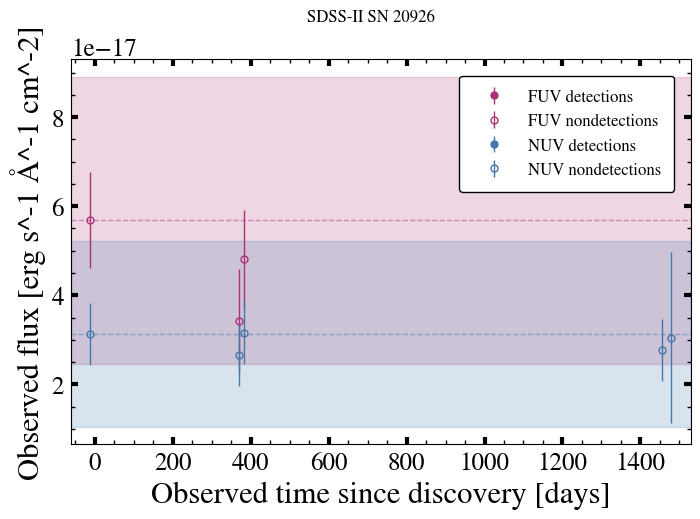 SDSS-II SN 20926
1e−17
8
6
4
2
Observed flux [erg s^-1 Å^-1 cm^-2]
FUV detections
FUV nondetections
NUV detections
NUV nondetections
0 200 400 600 800 1000 1200 1400
Observed time since discovery [days]